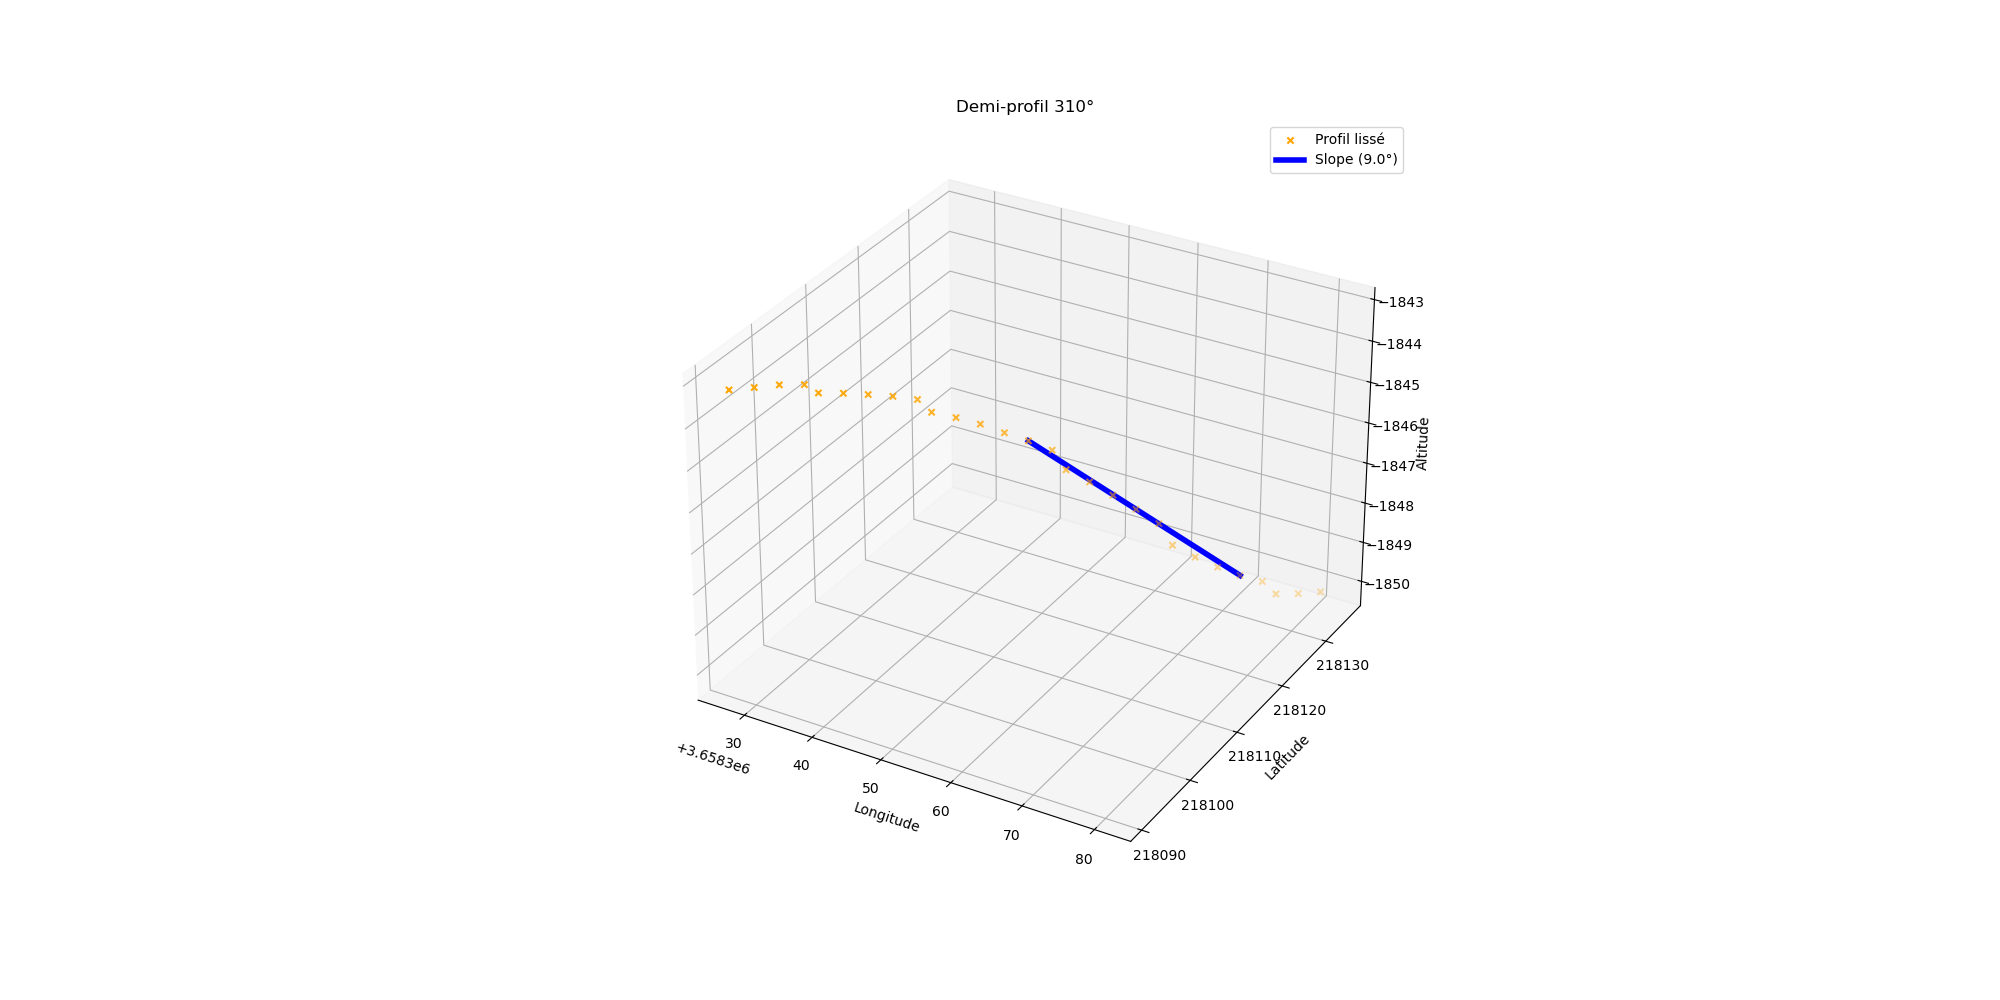 Demi-profil 310°
Profil lissé
Slope (9.0°)
−1843
−1844
−1845
−1846
−1847
−1848
−1849
−1850
Altitude
218130
218120
218110
218100
218090
Latitude
30
40
50
60
70
80
+3.6583e6
Longitude